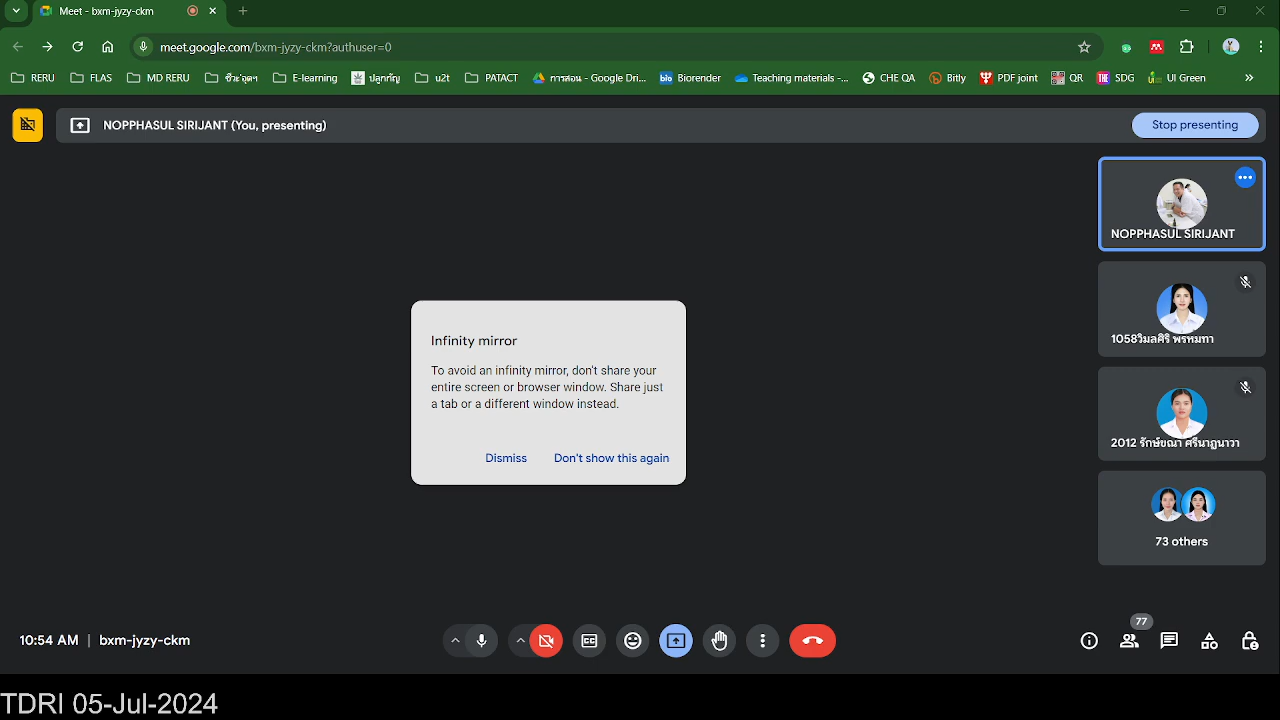 Meet - bxm-jyzy-ckm
meet.google.com/bxm-jyzy-ckm?authuser=0
RERU
FLAS
MD RERU
ชีวะจุฬา
E-learning
ปลุกกัญ
u2t
PATACT
การสอน - Google Dri...
bio
Biorender
Teaching materials -...
CHE QA
Bitly
PDF joint
QR
SDG
UI Green
NOPPHASUL SIRIJANT (You, presenting)
Stop presenting
NOPPHASUL SIRIJANT
1058วิมลศิริ พรหมทา
2012 รักษ์ขณา ศรีนาฎนาวา
73 others
Infinity mirror
To avoid an infinity mirror, don't share your
entire screen or browser window. Share just
a tab or a different window instead.
Dismiss
Don't show this again
10:54 AM | bxm-jyzy-ckm
77
TDRI 05-Jul-2024